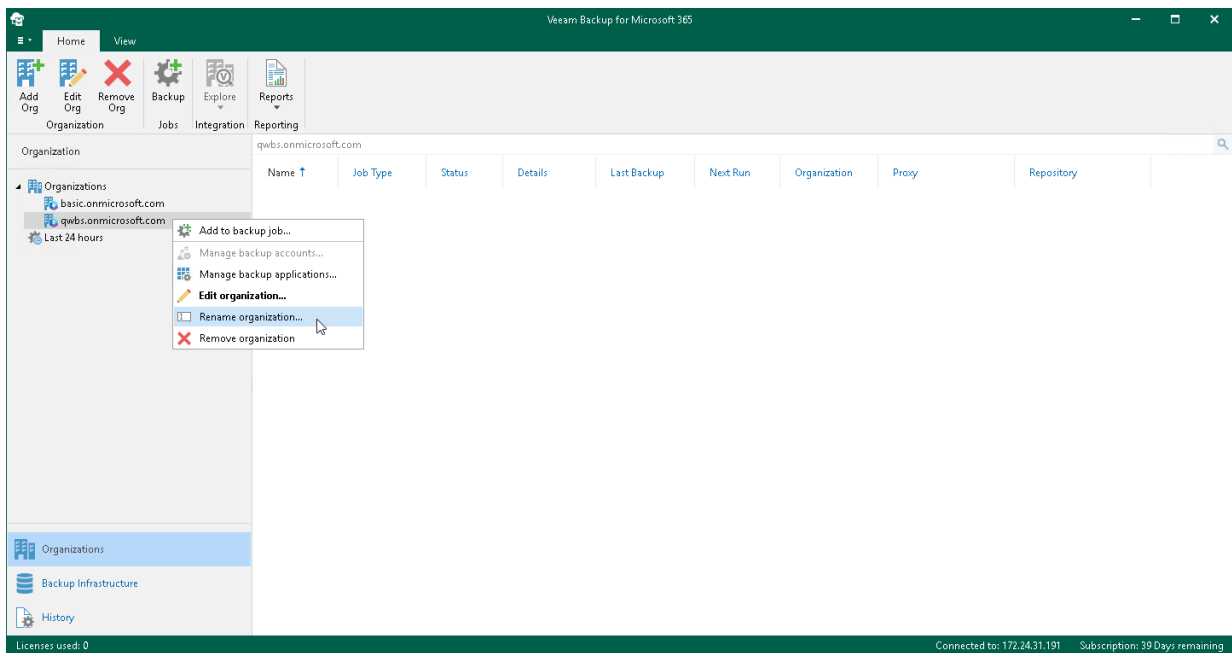 Veeam Backup for Microsoft 365
Home View
Add Org Edit Org Remove Org Backup Explore Reports
Organization Jobs Integration Reporting
Organization
qwbs.onmicrosoft.com
Name ↑ Job Type Status Details Last Backup Next Run Organization Proxy Repository
Organizations
basic.onmicrosoft.com
qwbs.onmicrosoft.com
Last 24 hours
Add to backup job...
Manage backup accounts...
Manage backup applications...
Edit organization...
Rename organization...
Remove organization
Organizations
Backup Infrastructure
History
Licenses used: 0 Connected to: 172.24.31.191 Subscription: 39 Days remaining